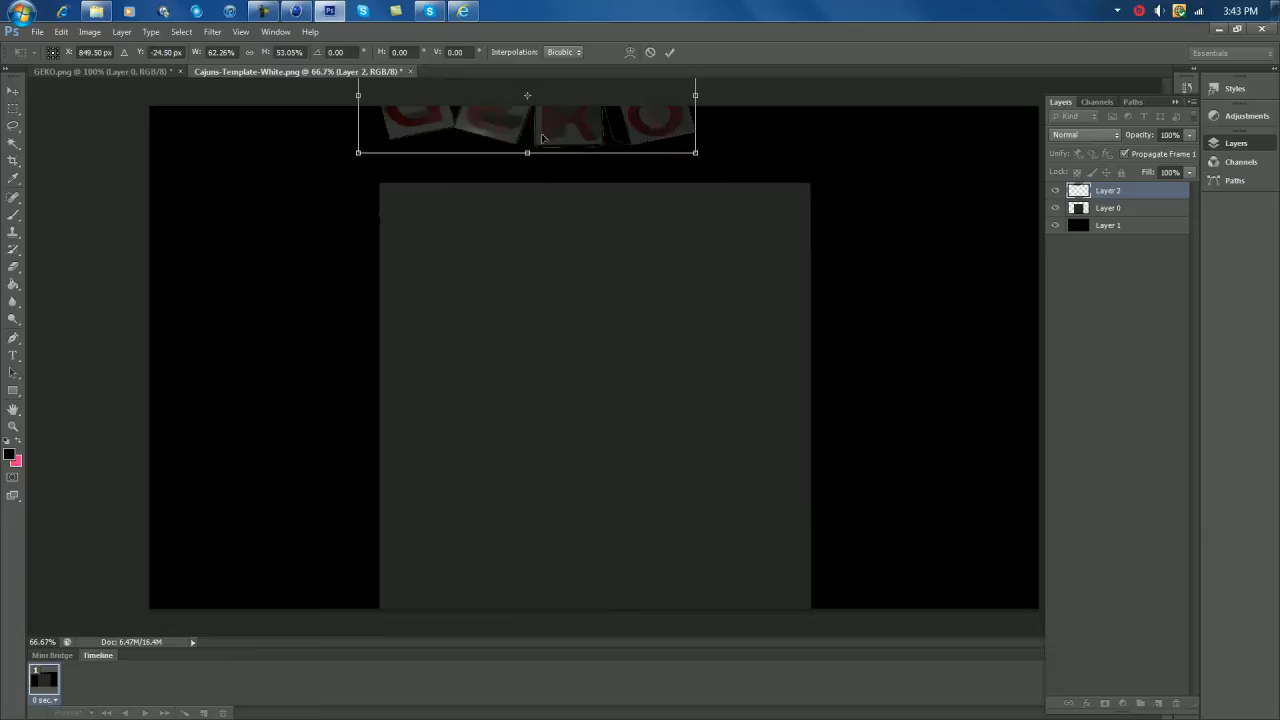 3:43 PM
Ps File Edit Image Layer Type Select Filter View Window Help
X: 849.50 px Y: -24.50 px W: 62.26% H: 53.05% 0.00 ° H: 0.00 ° V: 0.00 ° Interpolation: Bicubic Essentials
GEKO.png @ 100% (Layer 0, RGB/8) * × Cajuns-Template-White.png @ 66.7% (Layer 2, RGB/8) * ×
GEKO
Layers Channels Paths
Kind
Normal Opacity: 100%
Unify: Propagate Frame 1
Lock: Fill: 100%
Layer 2
Layer 0
Layer 1
Styles
Adjustments
Layers
Channels
Paths
66.67% Doc: 6.47M/16.4M
Mini Bridge Timeline
1
0 sec.